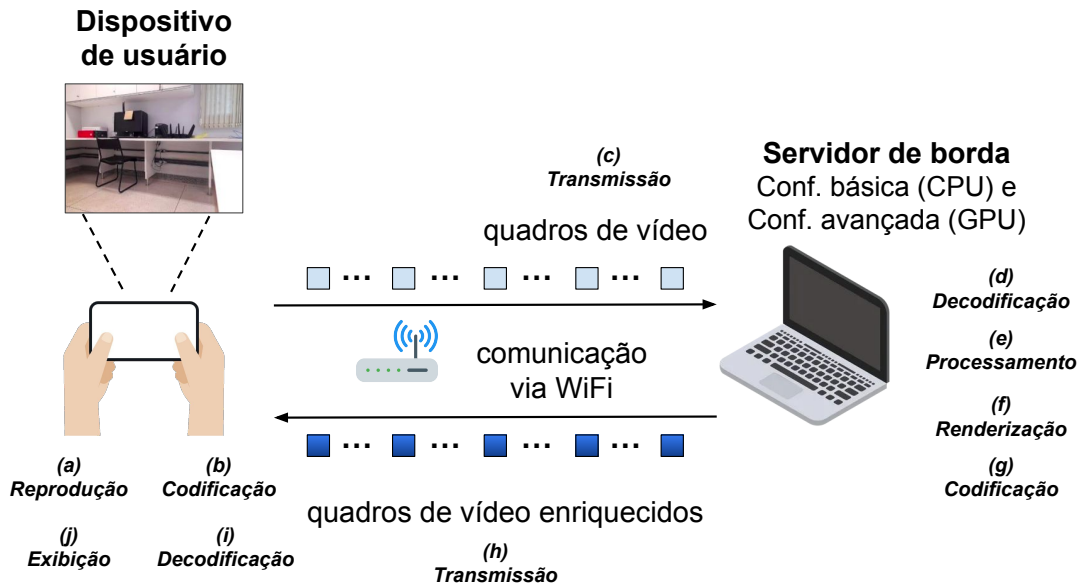 Dispositivo
de usuário
(c)
Transmissão
quadros de vídeo
Servidor de borda
Conf. básica (CPU) e
Conf. avançada (GPU)
(d)
Decodificação
(e)
Processamento
(f)
Renderização
(g)
Codificação
comunicação
via WiFi
(a)
Reprodução
(b)
Codificação
(j)
Exibição
(i)
Decodificação
quadros de vídeo enriquecidos
(h)
Transmissão